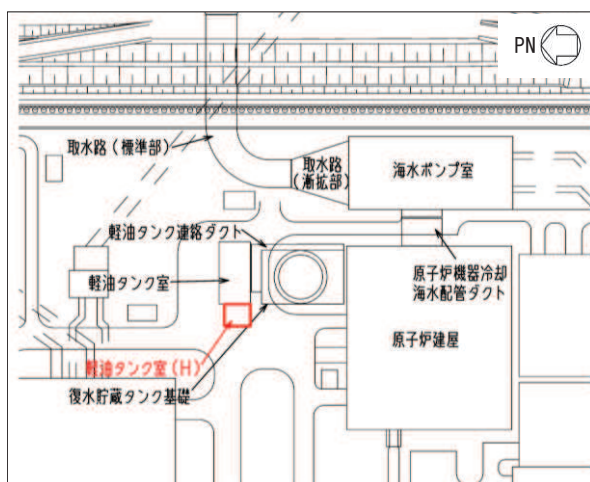 PN
取水路（標準部）
取水路
（漸拡部）
海水ポンプ室
軽油タンク連絡ダクト
軽油タンク室
原子炉機器冷却
海水配管ダクト
原子炉建屋
軽油タンク室(H)
復水貯蔵タンク基礎